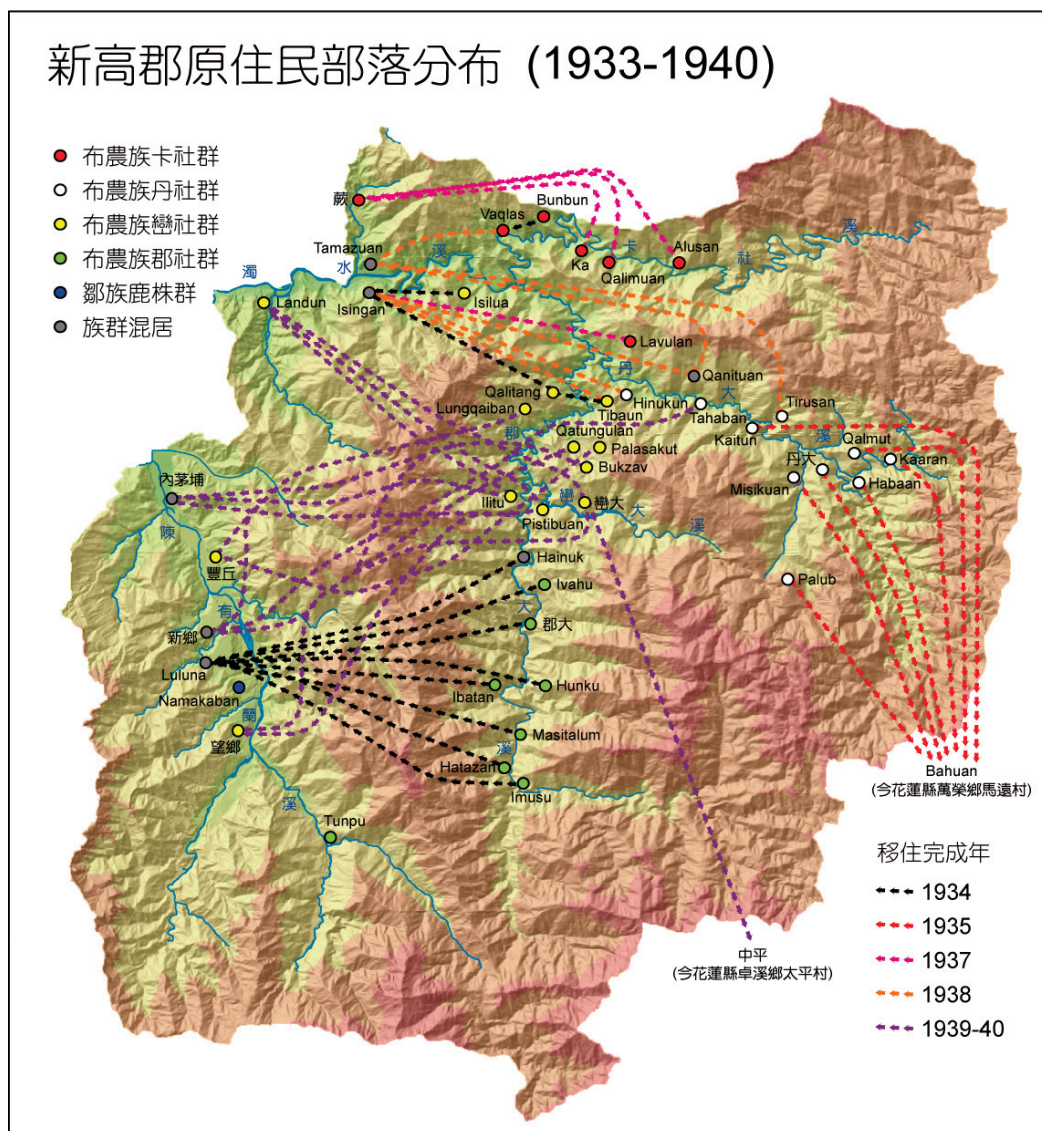 新高郡原住民部落分布 (1933-1940)
布農族卡社群
布農族丹社群
布農族巒社群
布農族郡社群
鄒族鹿株群
族群混居
蕨
Bunbun
Vaqlas
Tamazuan
溪
卡
Alusan
社
溪
Ka
Qalimuan
濁
水
Landun
Isingan
Isilua
Lavulan
丹
Qanituan
大
Qalitang
Hinukun
Tibaun
Tahaban
Tirusan
Lungqaiban
Kaitun
溪
郡
Qatungulan
Palasakut
Qalmut
Kaaran
Bukzav
丹大
Misikuan
Habaan
內茅埔
Ilitu
巒
巒大
大
溪
Pistibuan
陳
Hainuk
豐丘
Ivahu
Palub
有
大
郡大
新鄉
Luluna
Namakaban
Ibatan
Hunku
蘭
望鄉
溪
Masitalum
Hatazan
Imusu
溪
Tunpu
Bahuan
(今花蓮縣萬榮鄉馬遠村)
中平
(今花蓮縣卓溪鄉太平村)
移住完成年
1934
1935
1937
1938
1939-40